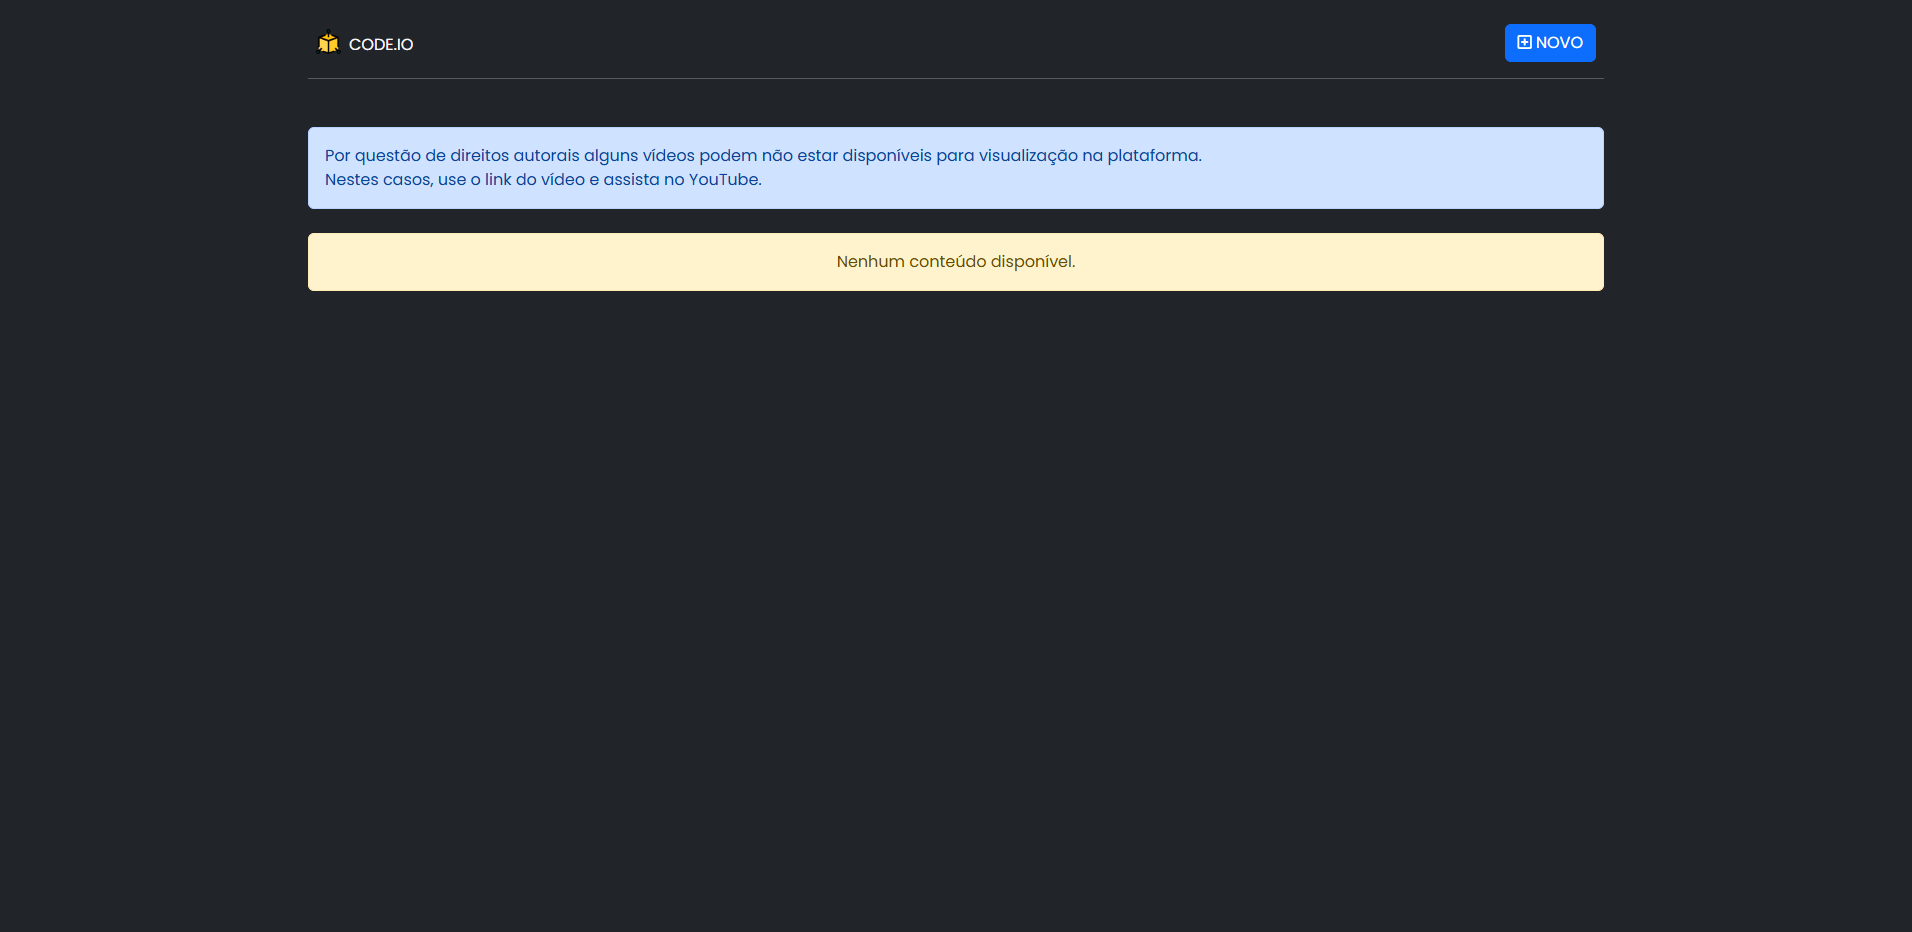 CODE.IO
NOVO
Por questão de direitos autorais alguns vídeos podem não estar disponíveis para visualização na plataforma.
Nestes casos, use o link do vídeo e assista no YouTube.
Nenhum conteúdo disponível.